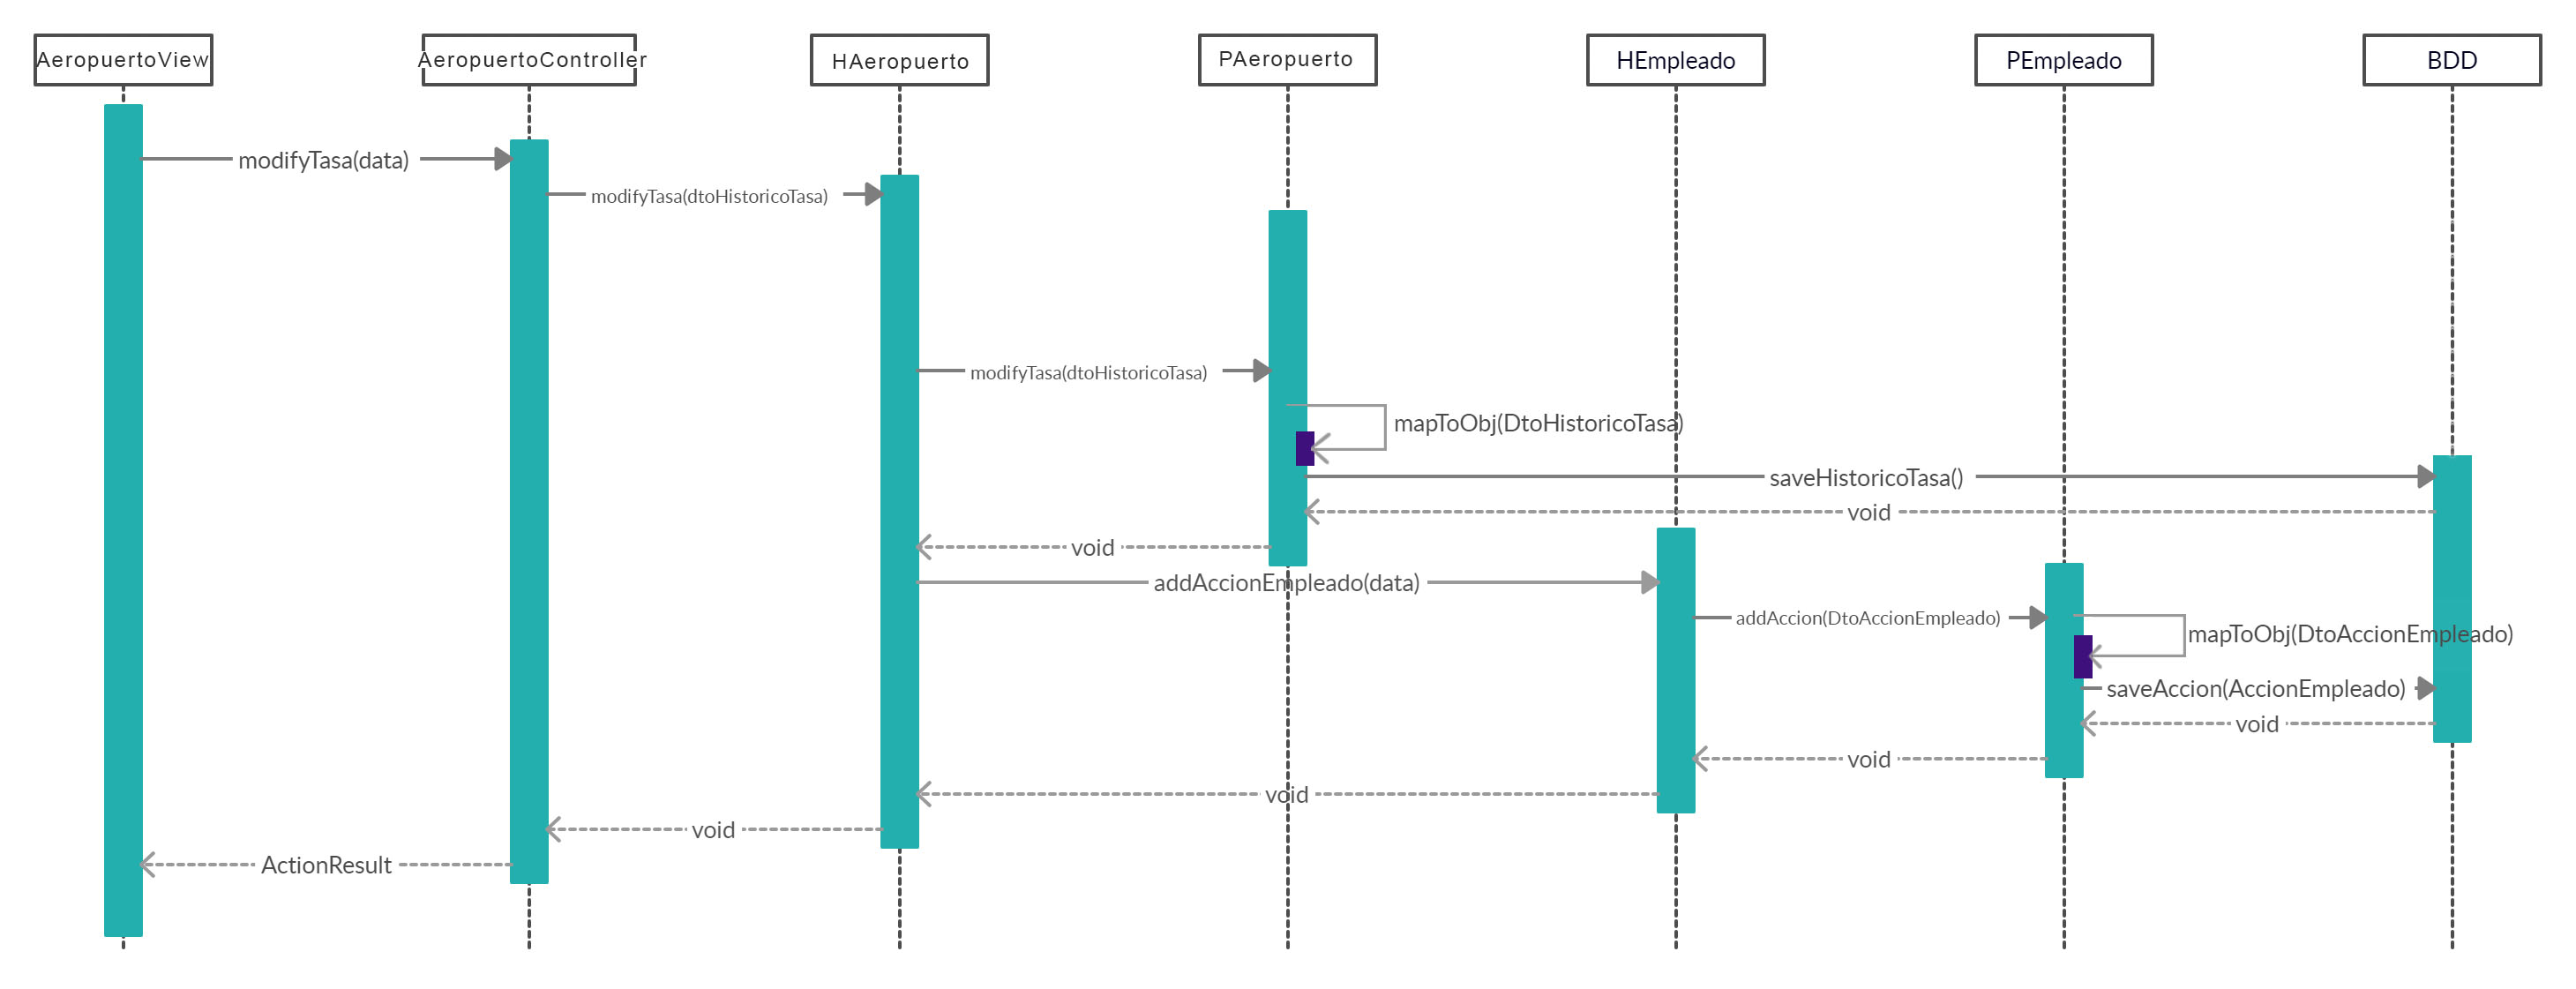 AeropuertoView
AeropuertoController
HAeropuerto
PAeropuerto
HEmpleado
PEmpleado
BDD
modifyTasa(data)
modifyTasa(dtoHistoricoTasa)
modifyTasa(dtoHistoricoTasa)
mapToObj(DtoHistoricoTasa)
saveHistoricoTasa()
void
void
addAccionEmpleado(data)
addAccion(DtoAccionEmpleado)
mapToObj(DtoAccionEmpleado)
saveAccion(AccionEmpleado)
void
void
void
void
ActionResult